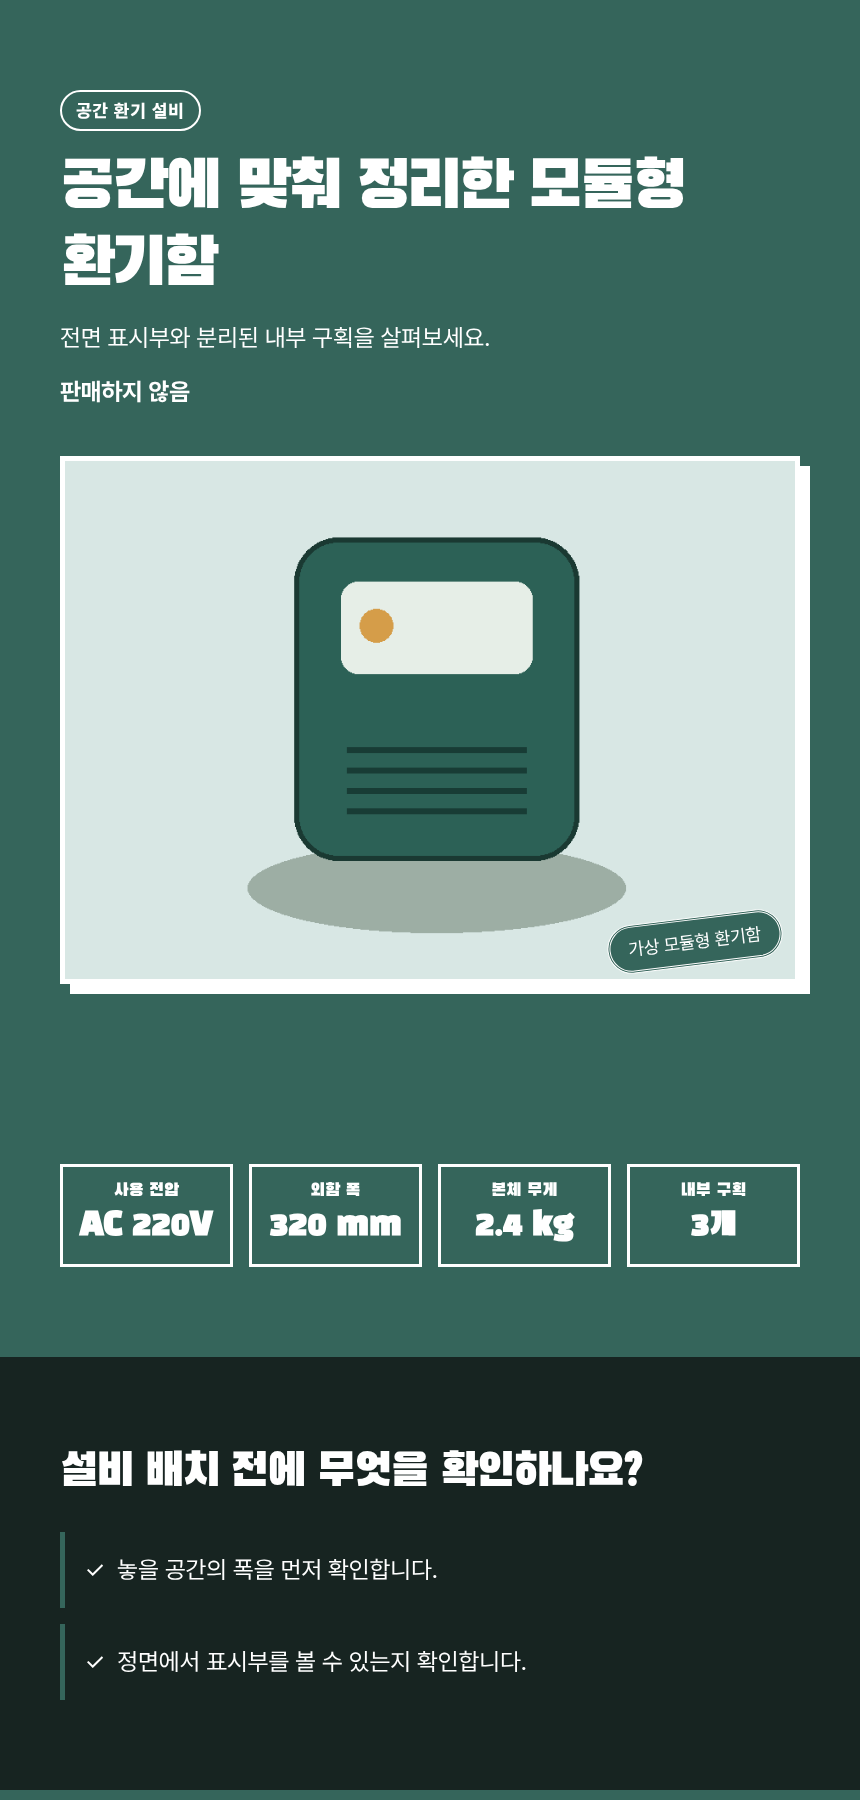 공간 환기 설비
공간에 맞춰 정리한 모듈형
환기함
전면 표시부와 분리된 내부 구획을 살펴보세요.
판매하지 않음
가상 모듈형 환기함
사용 전압
AC 220V
외함 폭
320 mm
본체 무게
2.4 kg
내부 구획
3개
설비 배치 전에 무엇을 확인하나요?
✓ 놓을 공간의 폭을 먼저 확인합니다.
✓ 정면에서 표시부를 볼 수 있는지 확인합니다.